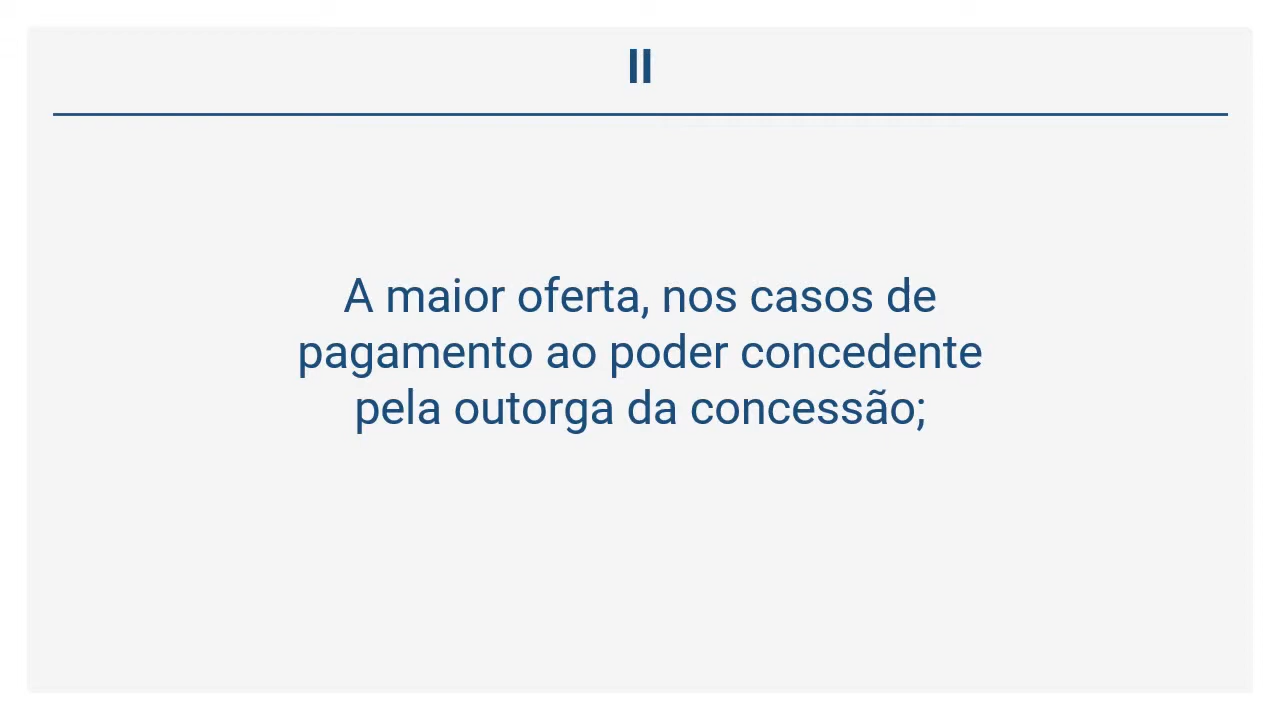 II
A maior oferta, nos casos de
pagamento ao poder concedente
pela outorga da concessão;